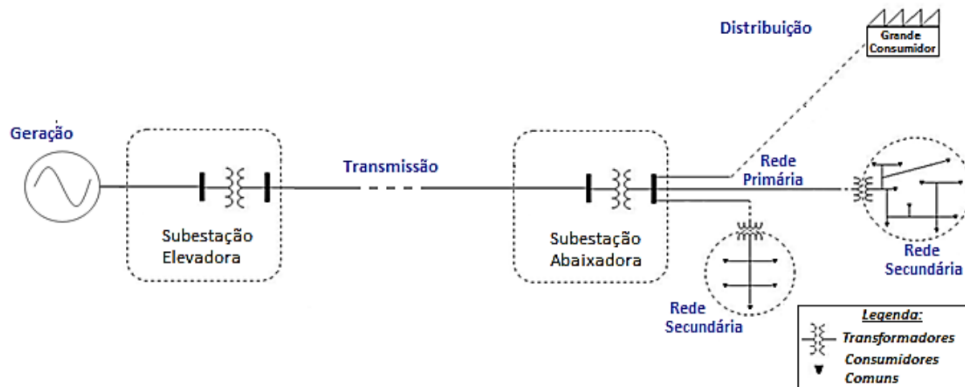 Distribuição
Grande
Consumidor
Geração
Transmissão
Rede
Primária
Subestação
Elevadora
Subestação
Abaixadora
Rede
Secundária
Rede
Secundária
Legenda:
Transformadores
Consumidores
Comuns